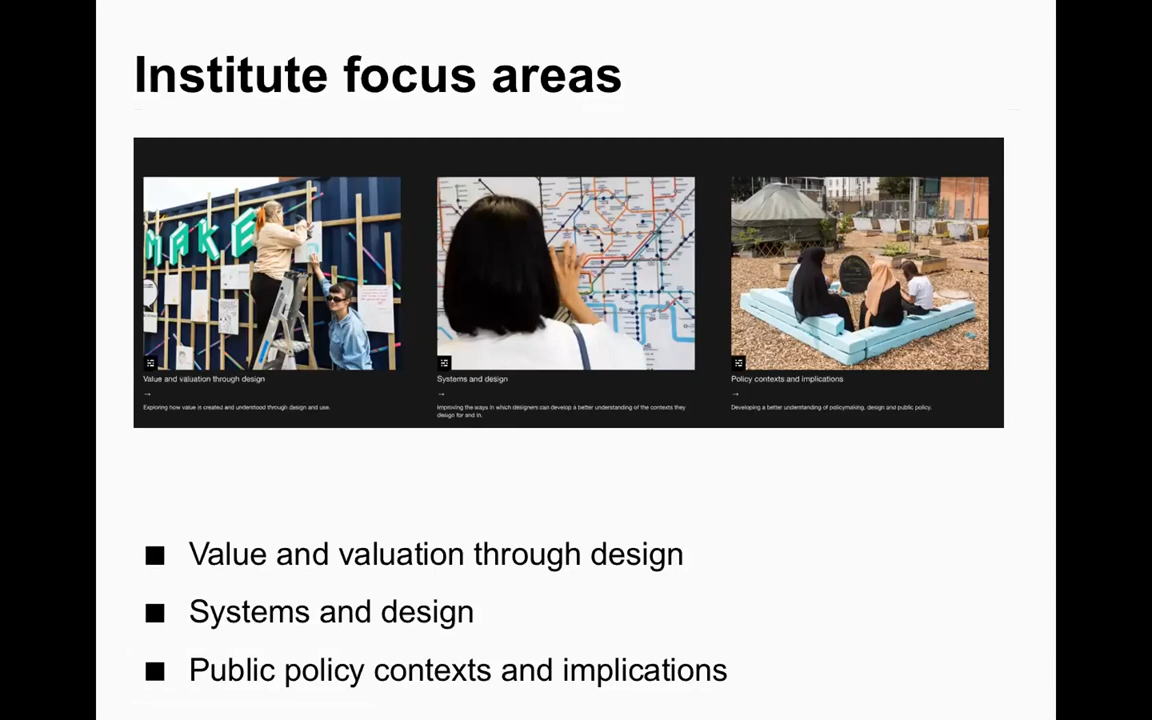 Institute focus areas
MAKE
Value and valuation through design
→
Exploring how value is created and understood through design and use.
Systems and design
→
Improving the ways in which designers can develop a better understanding of the contexts they
design for and in.
Policy contexts and implications
→
Developing a better understanding of policymaking, design and public policy.
■ Value and valuation through design
■ Systems and design
■ Public policy contexts and implications